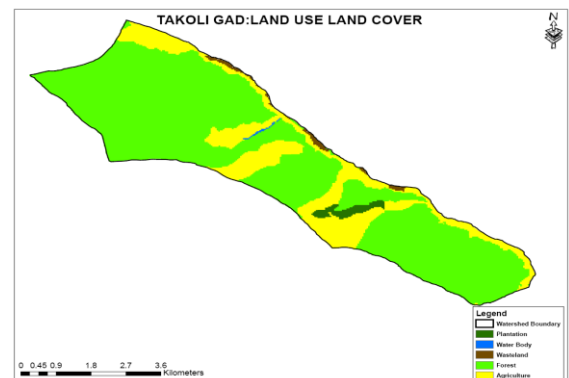 TAKOLI GAD:LAND USE LAND COVER
N
Legend
Watershed Boundary
Plantation
Water Body
Wasteland
Forest
Agriculture
0 0.45 0.9 1.8 2.7 3.6
Kilometers